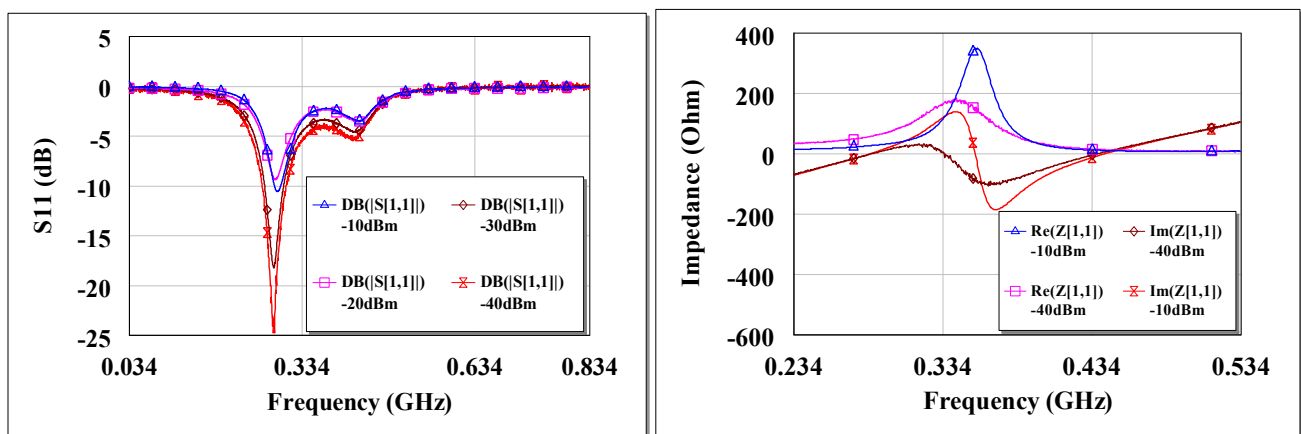 5
0
-5
-10
-15
-20
-25
S11 (dB)
DB(|S[1,1]|)
-10dBm
DB(|S[1,1]|)
-30dBm
DB(|S[1,1]|)
-20dBm
DB(|S[1,1]|)
-40dBm
0.034
0.334
0.634
0.834
Frequency (GHz)
400
200
0
-200
-400
-600
Impedance (Ohm)
Re(Z[1,1])
-10dBm
Im(Z[1,1])
-40dBm
Re(Z[1,1])
-40dBm
Im(Z[1,1])
-10dBm
0.234
0.334
0.434
0.534
Frequency (GHz)